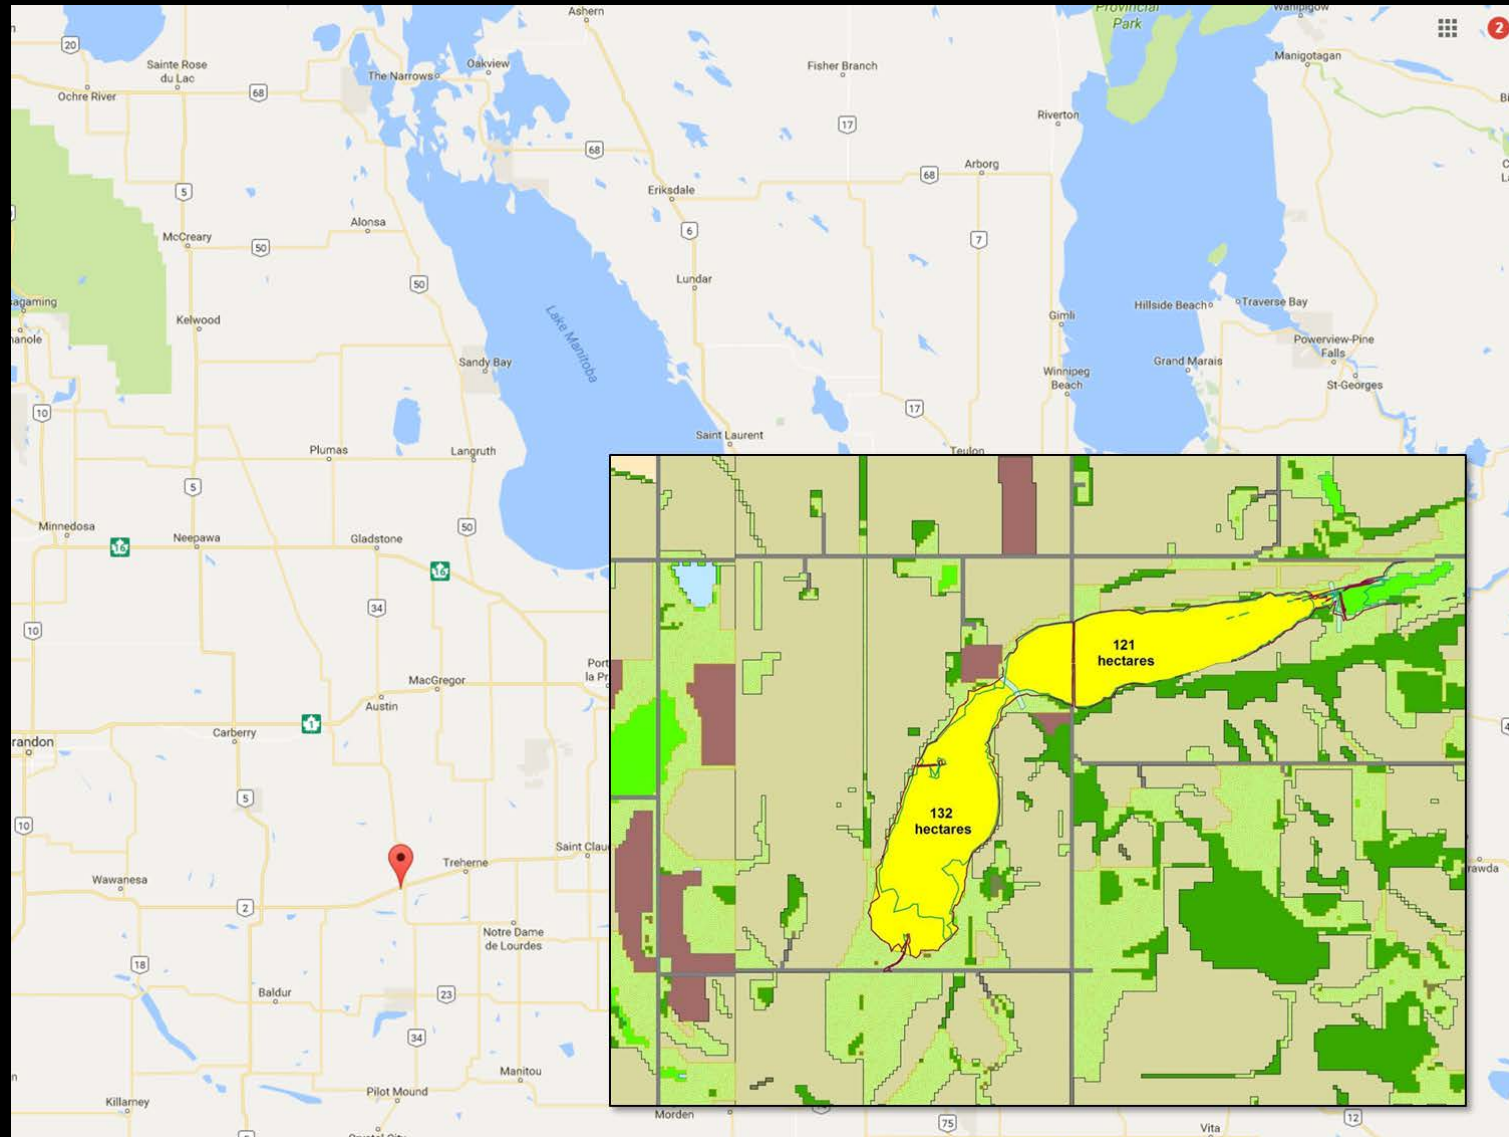 Ashern
Provincial
Park
Wanipigow
20
Sainte Rose
du Lac
The Narrows
Oakview
Fisher Branch
Manigotagan
2
Ochre River
68
17
Riverton
68
Arborg
68
5
Eriksdale
Alonsa
6
7
McCreary
50
50
Lundar
Lake Manitoba
Hillside Beach
Traverse Bay
Kelwood
Gimli
Powerview-Pine
Falls
Sandy Bay
Grand Marais
Winnipeg
Beach
St-Georges
10
17
Saint Laurent
Plumas
Langruth
Teulon
5
Minnedosa
50
16
Neepawa
Gladstone
16
34
10
121
hectares
MacGregor
Austin
1
Carberry
5
10
132
hectares
Treherne
Wawanesa
2
Notre Dame
de Lourdes
18
Baldur
23
34
Manitou
Pilot Mound
Killarney
Morden
75
Vita
12